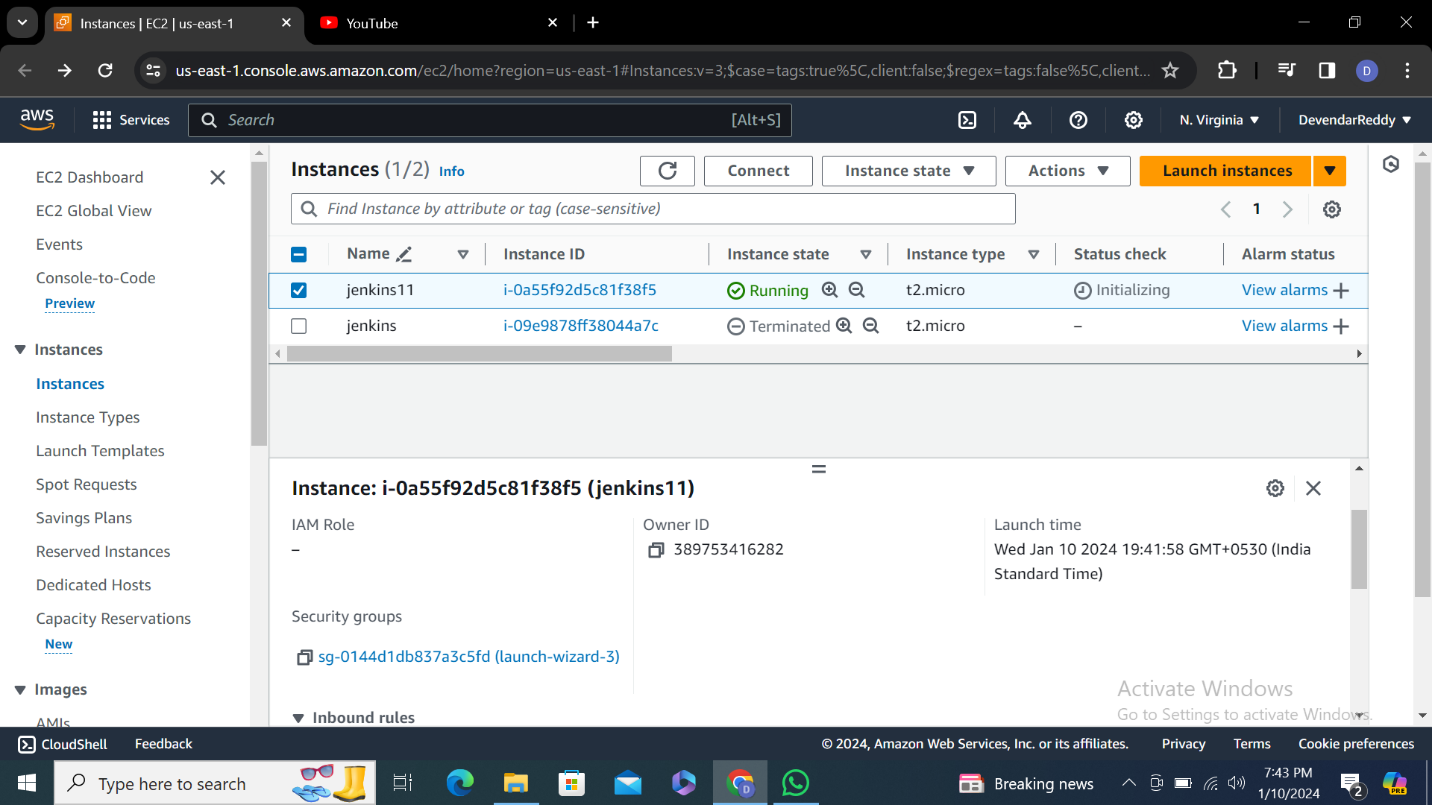 Instances | EC2 | us-east-1
YouTube
us-east-1.console.aws.amazon.com/ec2/home?region=us-east-1#Instances:v=3;$case=tags:true%5C,client:false;$regex=tags:false%5C,client...
D
aws
Services
Search
[Alt+S]
N. Virginia
DevendarReddy
EC2 Dashboard
EC2 Global View
Events
Console-to-Code
Preview
Instances
Instances
Instance Types
Launch Templates
Spot Requests
Savings Plans
Reserved Instances
Dedicated Hosts
Capacity Reservations
New
Images
AMIs
Instances (1/2) Info
Connect
Instance state
Actions
Launch instances
Find Instance by attribute or tag (case-sensitive)
1
Name Instance ID Instance state Instance type Status check Alarm status
jenkins11 i-0a55f92d5c81f38f5 Running t2.micro Initializing View alarms +
jenkins i-09e9878ff38044a7c Terminated t2.micro – View alarms +
Instance: i-0a55f92d5c81f38f5 (jenkins11)
IAM Role
–
Owner ID
389753416282
Launch time
Wed Jan 10 2024 19:41:58 GMT+0530 (India
Standard Time)
Security groups
sg-0144d1db837a3c5fd (launch-wizard-3)
Inbound rules
Activate Windows
Go to Settings to activate Windows.
CloudShell
Feedback
© 2024, Amazon Web Services, Inc. or its affiliates.
Privacy
Terms
Cookie preferences
Type here to search
D
Breaking news
7:43 PM
1/10/2024
2
PRE